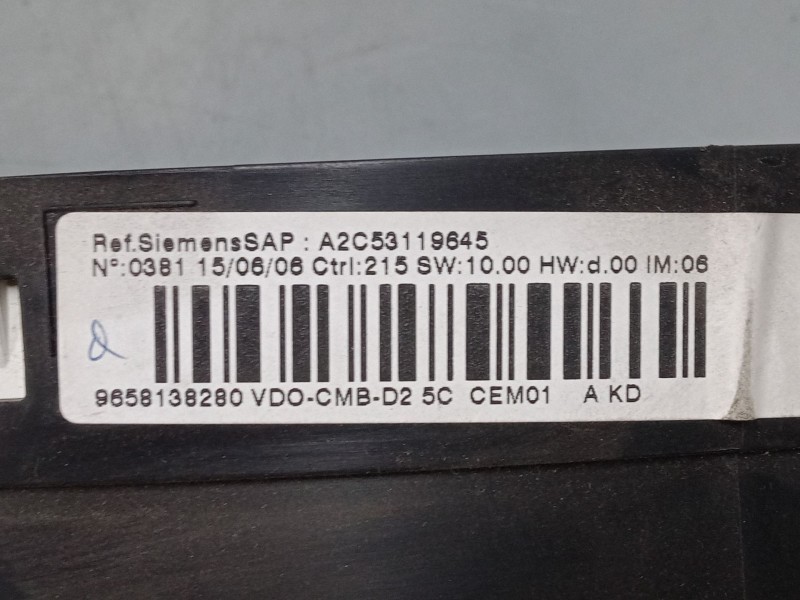 Ref.SiemensSAP : A2C53119645
N°:0381 15/06/06 Ctrl:215 SW:10.00 HW:d.00 IM:06
9658138280 VDO-CMB-D2 5C CEM01 A KD